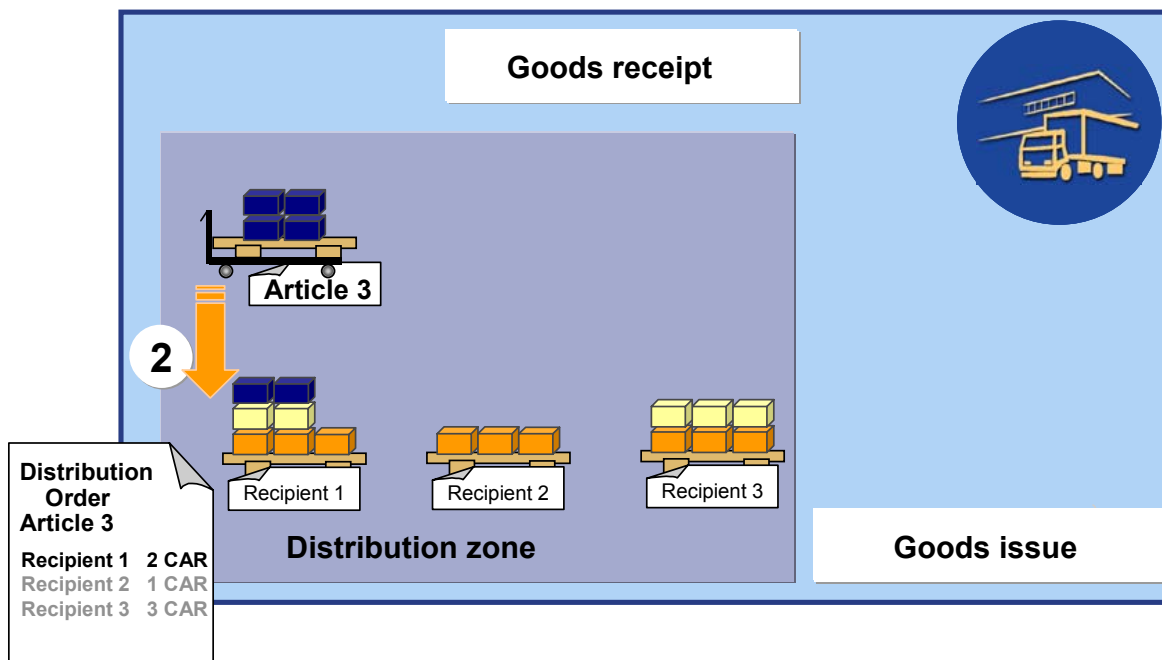 Goods receipt
Article 3
2
Recipient 1
Recipient 2
Recipient 3
Distribution
Order
Article 3
Recipient 1 2 CAR
Recipient 2 1 CAR
Recipient 3 3 CAR
Distribution zone
Goods issue